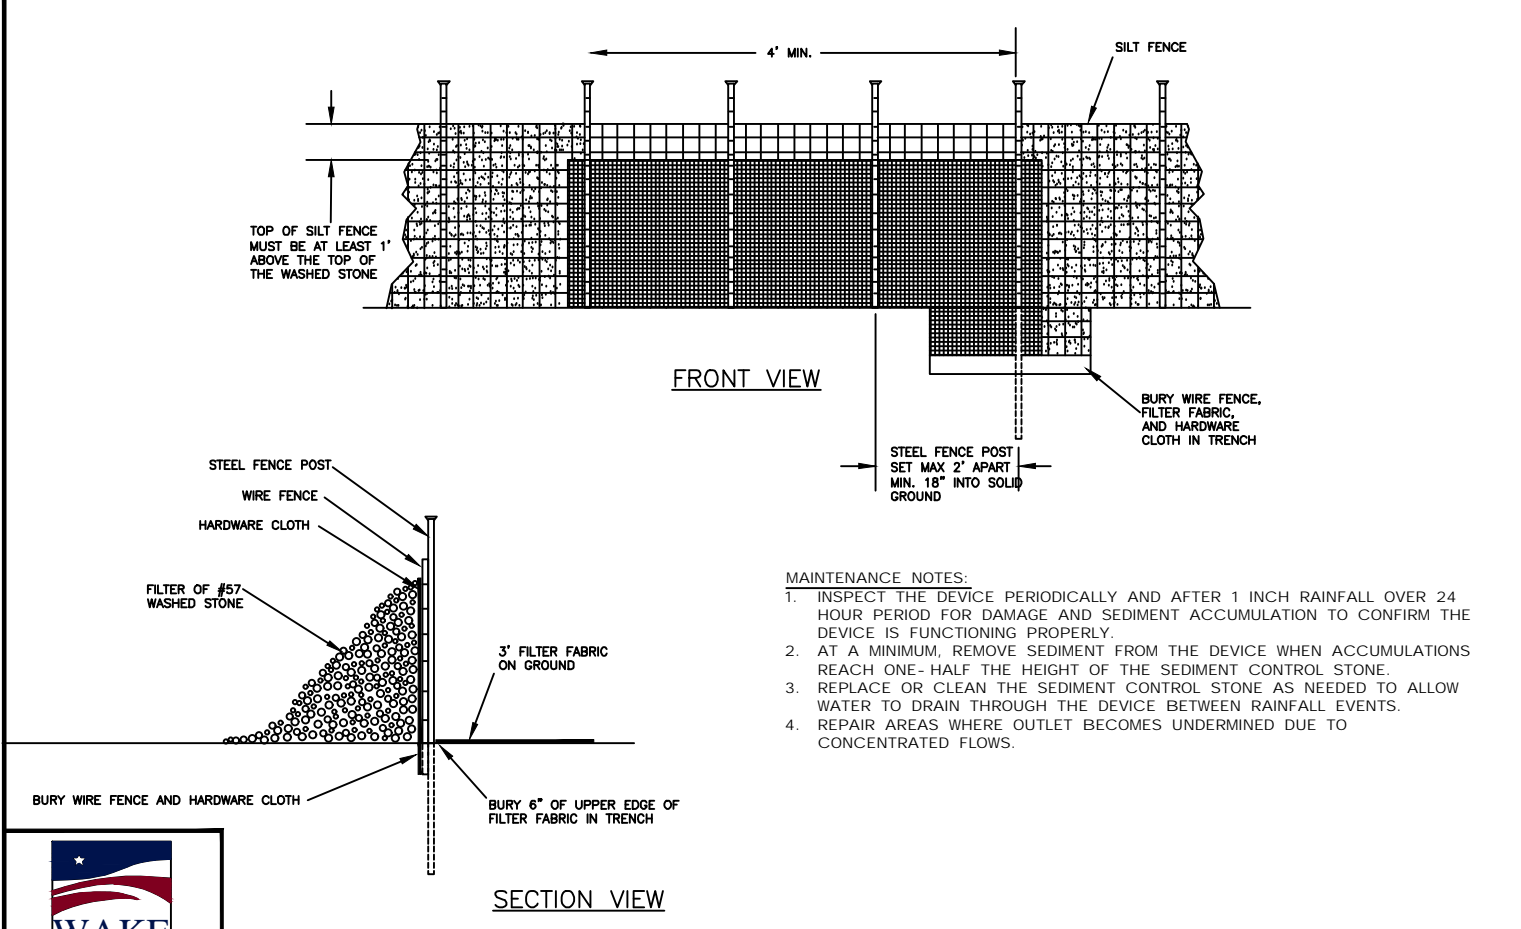 4' MIN.
SILT FENCE
TOP OF SILT FENCE
MUST BE AT LEAST 1'
ABOVE THE TOP OF
THE WASHED STONE
FRONT VIEW
BURY WIRE FENCE,
FILTER FABRIC,
AND HARDWARE
CLOTH IN TRENCH
STEEL FENCE POST
SET MAX 2' APART
MIN. 18" INTO SOLID
GROUND
STEEL FENCE POST
WIRE FENCE
HARDWARE CLOTH
FILTER OF #57
WASHED STONE
3' FILTER FABRIC
ON GROUND
BURY WIRE FENCE AND HARDWARE CLOTH
BURY 6" OF UPPER EDGE OF
FILTER FABRIC IN TRENCH
SECTION VIEW
MAINTENANCE NOTES:
1. INSPECT THE DEVICE PERIODICALLY AND AFTER 1 INCH RAINFALL OVER 24
HOUR PERIOD FOR DAMAGE AND SEDIMENT ACCUMULATION TO CONFIRM THE
DEVICE IS FUNCTIONING PROPERLY.
2. AT A MINIMUM, REMOVE SEDIMENT FROM THE DEVICE WHEN ACCUMULATIONS
REACH ONE-HALF THE HEIGHT OF THE SEDIMENT CONTROL STONE.
3. REPLACE OR CLEAN THE SEDIMENT CONTROL STONE AS NEEDED TO ALLOW
WATER TO DRAIN THROUGH THE DEVICE BETWEEN RAINFALL EVENTS.
4. REPAIR AREAS WHERE OUTLET BECOMES UNDERMINED DUE TO
CONCENTRATED FLOWS.
WAKE